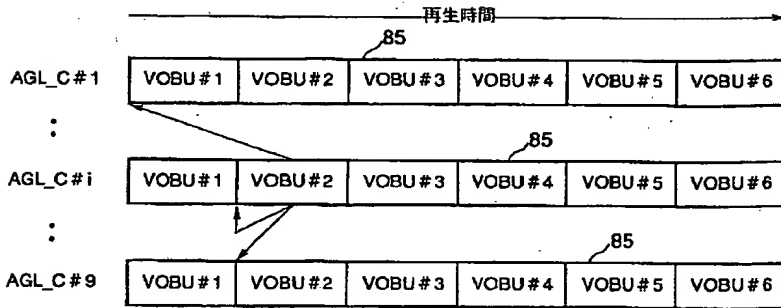 再生時間
85
AGL_C#1 VOBU#1 VOBU#2 VOBU#3 VOBU#4 VOBU#5 VOBU#6
:
85
AGL_C#i VOBU#1 VOBU#2 VOBU#3 VOBU#4 VOBU#5 VOBU#6
:
85
AGL_C#9 VOBU#1 VOBU#2 VOBU#3 VOBU#4 VOBU#5 VOBU#6